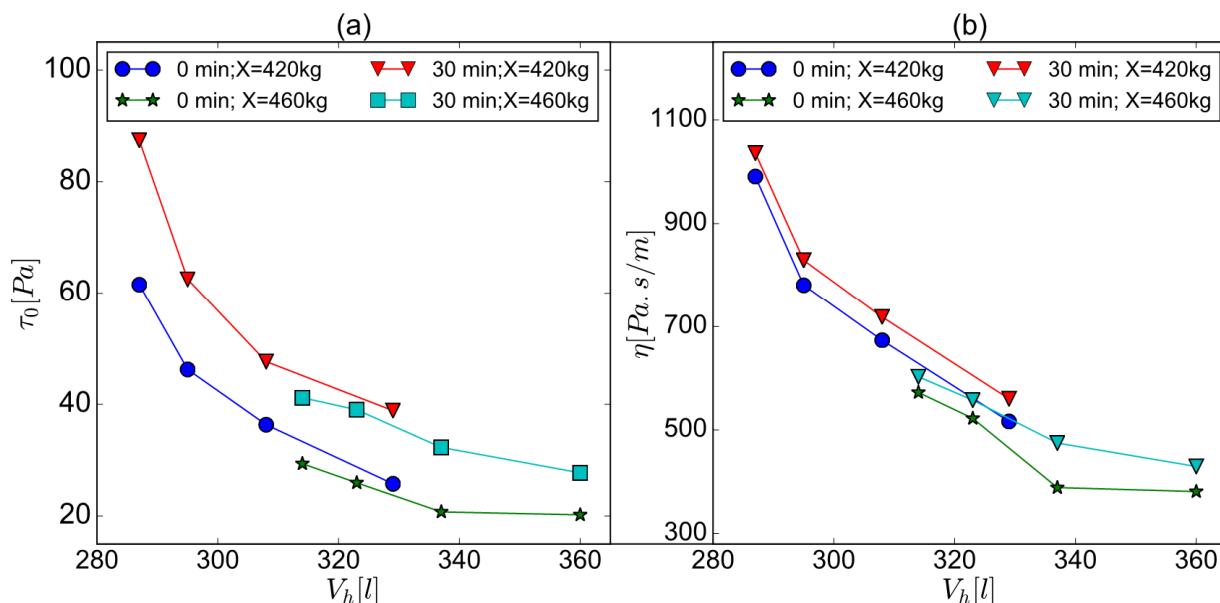 (a) (b)
0 min;X=420kg 30 min;X=420kg
0 min; X=460kg 30 min;X=460kg
0 min; X=420kg 30 min; X=420kg
0 min; X=460kg 30 min; X=460kg
100
80
60
40
20
τ₀[Pa]
280 300 320 340 360
V_h[l]
1100
900
700
500
300
η[Pa.s/m]
280 300 320 340 360
V_h[l]